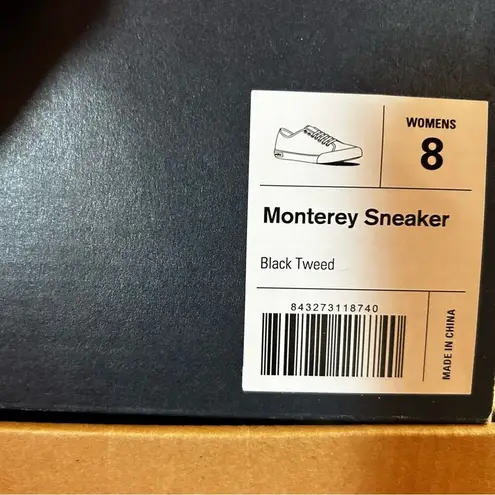 WOMENS
8
Monterey Sneaker
Black Tweed
843273118740
MADE IN CHINA